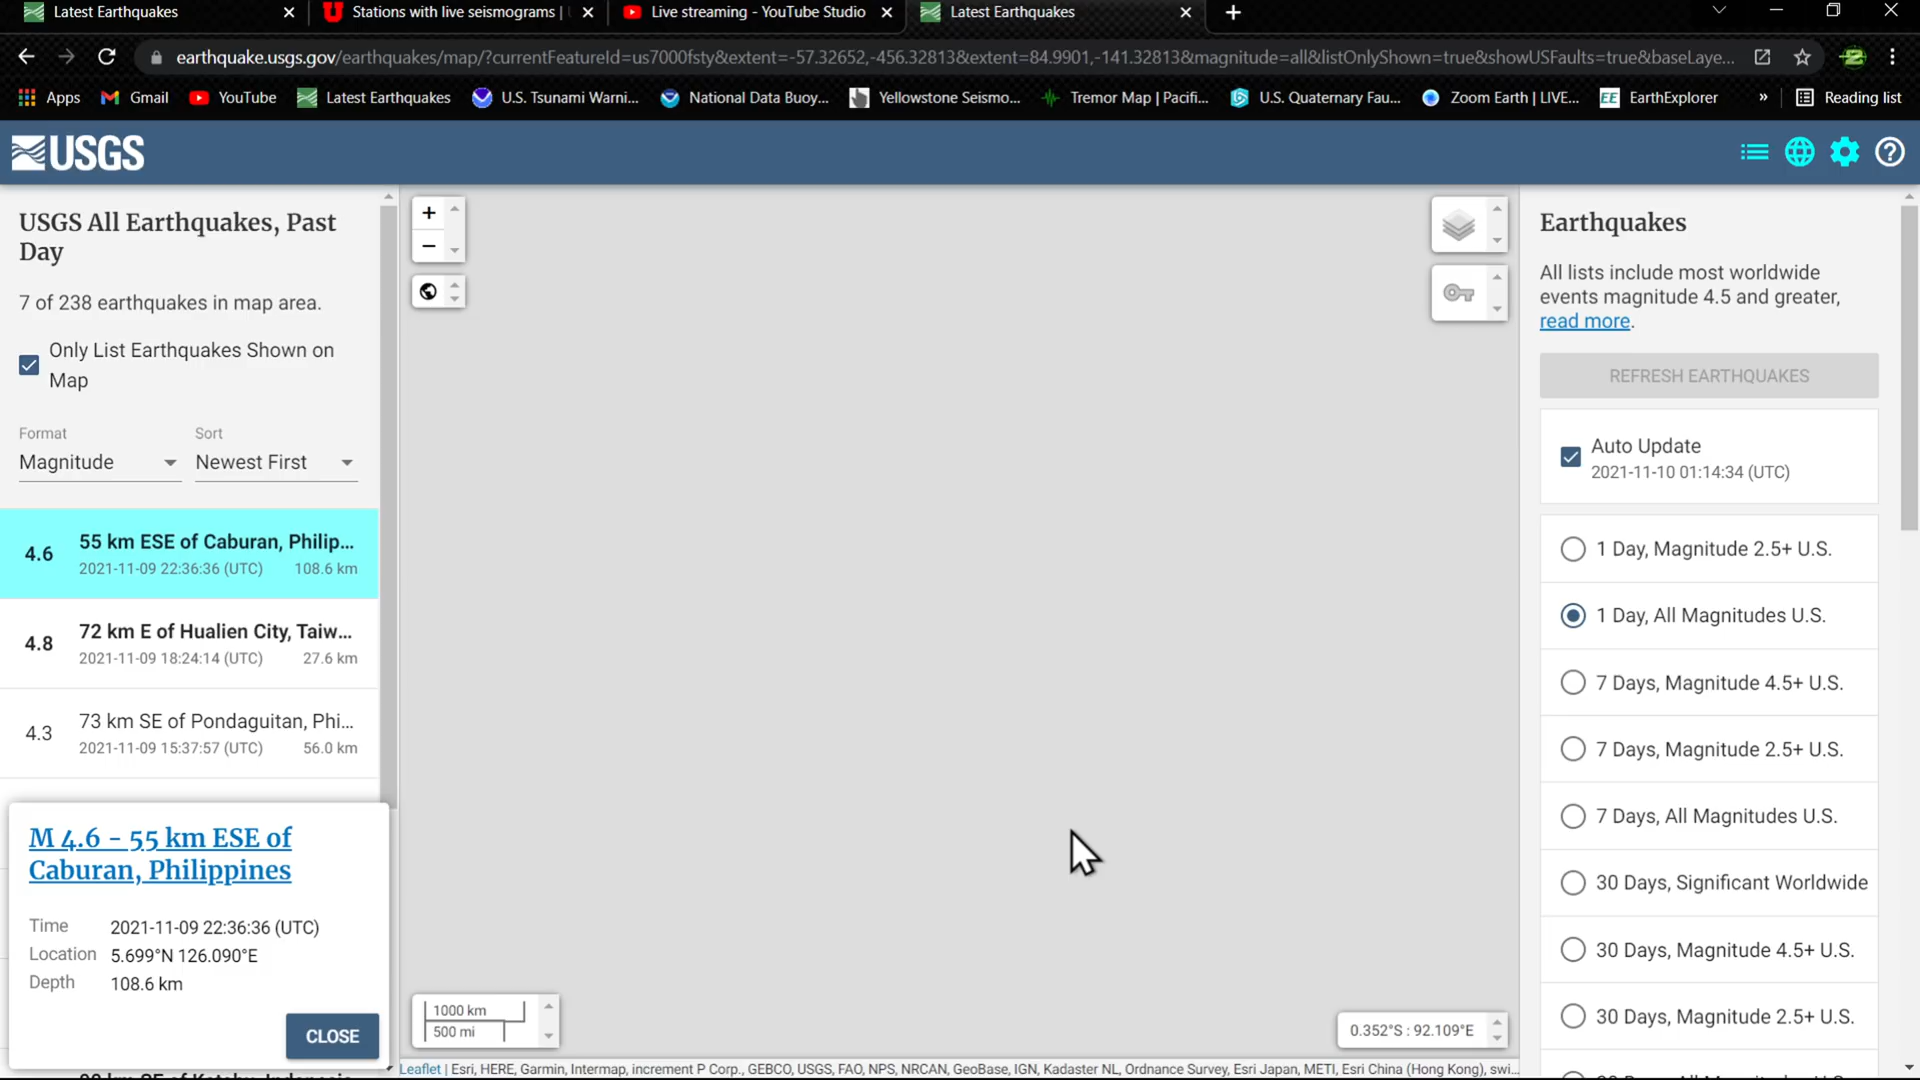 Latest Earthquakes
Stations with live seismograms |
Live streaming - YouTube Studio
Latest Earthquakes
earthquake.usgs.gov/earthquakes/map/?currentFeatureId=us7000fsty&extent=-57.32652,-456.32813&extent=84.9901,-141.32813&magnitude=all&listOnlyShown=true&showUSFaults=true&baseLaye...
Apps
Gmail
YouTube
Latest Earthquakes
U.S. Tsunami Warni...
National Data Buoy...
Yellowstone Seismo...
Tremor Map | Pacifi...
U.S. Quaternary Fau...
Zoom Earth | LIVE...
EE EarthExplorer
»
Reading list
USGS
USGS All Earthquakes, Past
Day
7 of 238 earthquakes in map area.
Only List Earthquakes Shown on
Map
Format
Sort
Magnitude
Newest First
4.6
55 km ESE of Caburan, Philip...
2021-11-09 22:36:36 (UTC) 108.6 km
4.8
72 km E of Hualien City, Taiw...
2021-11-09 18:24:14 (UTC) 27.6 km
4.3
73 km SE of Pondaguitan, Phi...
2021-11-09 15:37:57 (UTC) 56.0 km
M 4.6 - 55 km ESE of
Caburan, Philippines
Time 2021-11-09 22:36:36 (UTC)
Location 5.699°N 126.090°E
Depth 108.6 km
CLOSE
+
−
1000 km
500 mi
0.352°S : 92.109°E
Leaflet | Esri, HERE, Garmin, Intermap, increment P Corp., GEBCO, USGS, FAO, NPS, NRCAN, GeoBase, IGN, Kadaster NL, Ordnance Survey, Esri Japan, METI, Esri China (Hong Kong), swi...
Earthquakes
All lists include most worldwide
events magnitude 4.5 and greater,
read more.
REFRESH EARTHQUAKES
Auto Update
2021-11-10 01:14:34 (UTC)
1 Day, Magnitude 2.5+ U.S.
1 Day, All Magnitudes U.S.
7 Days, Magnitude 4.5+ U.S.
7 Days, Magnitude 2.5+ U.S.
7 Days, All Magnitudes U.S.
30 Days, Significant Worldwide
30 Days, Magnitude 4.5+ U.S.
30 Days, Magnitude 2.5+ U.S.